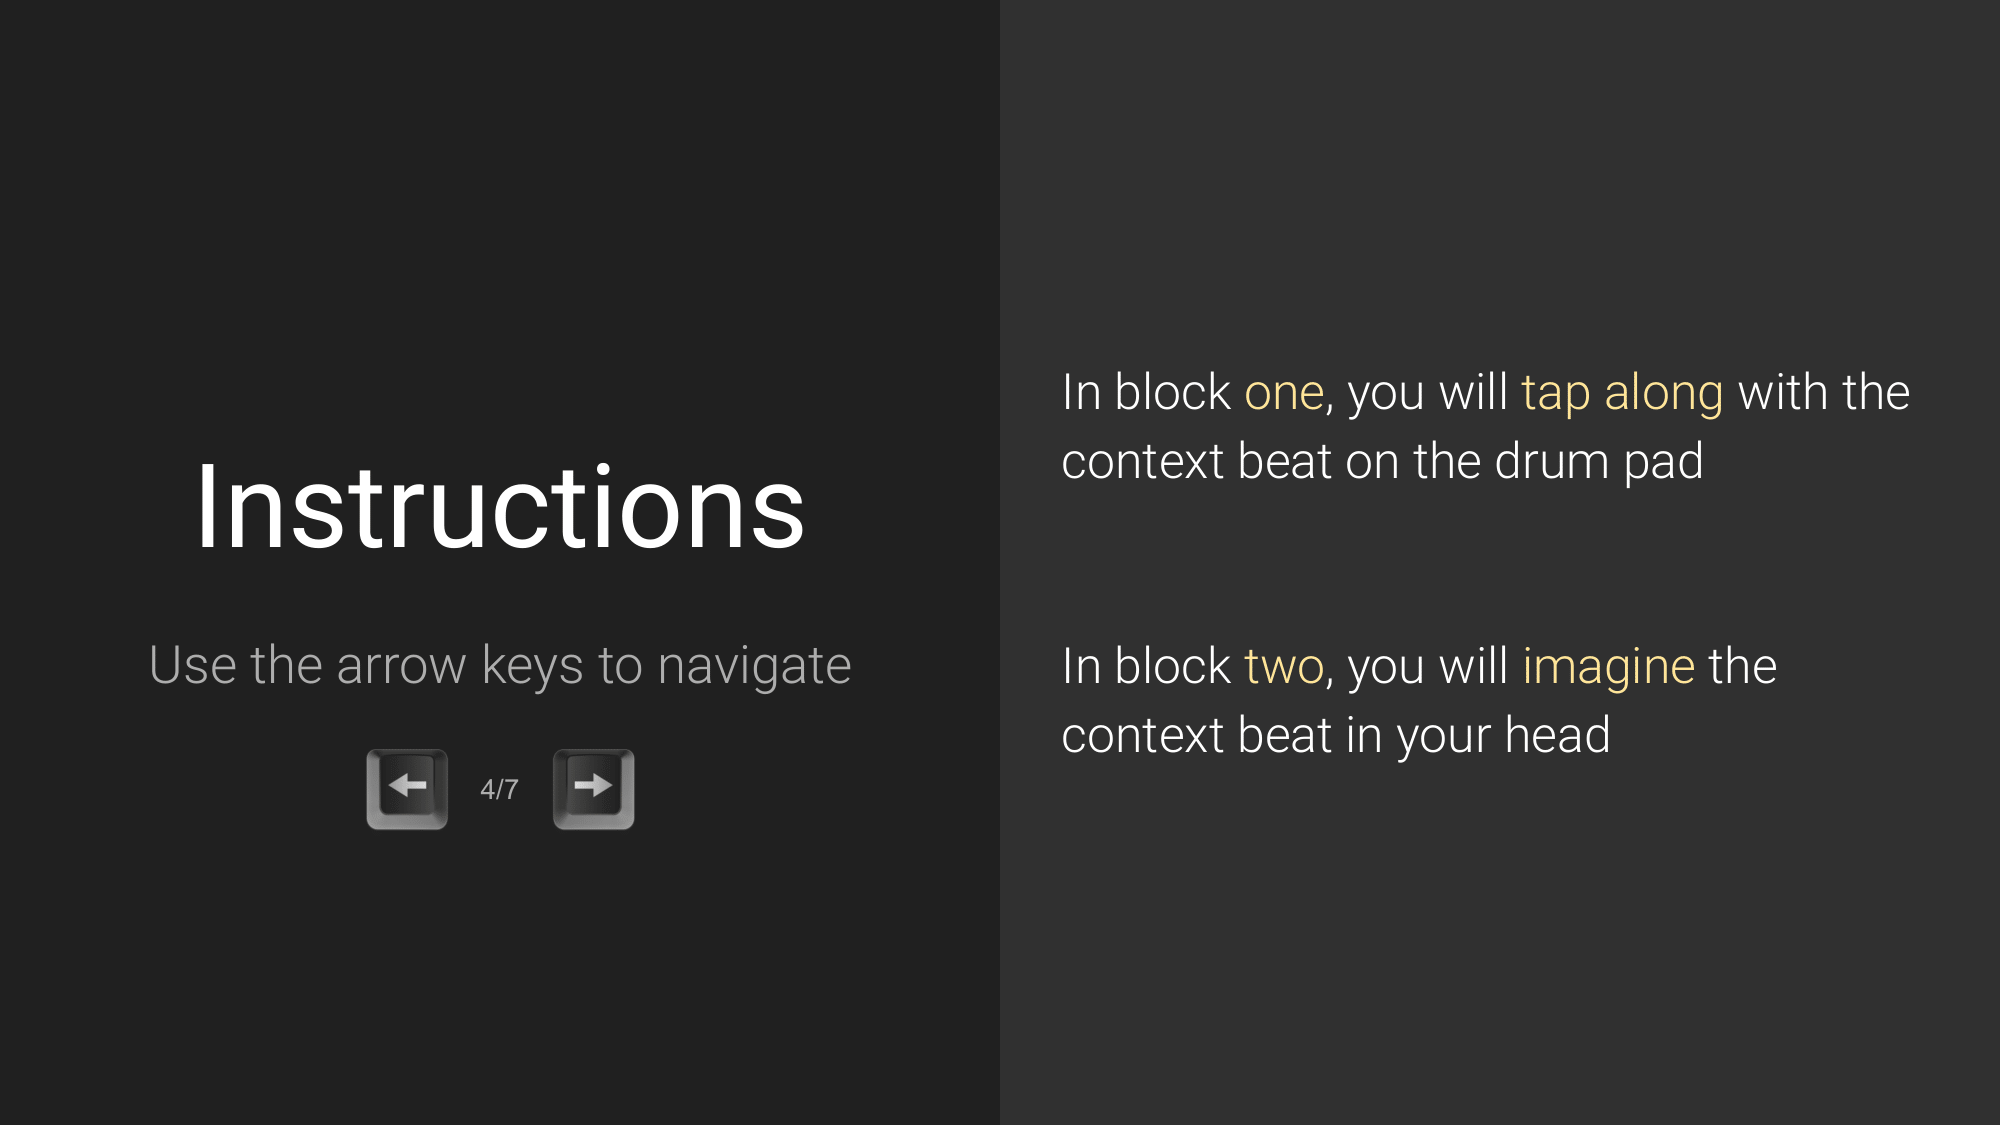 Instructions
Use the arrow keys to navigate
4/7
In block one, you will tap along with the
context beat on the drum pad
In block two, you will imagine the
context beat in your head